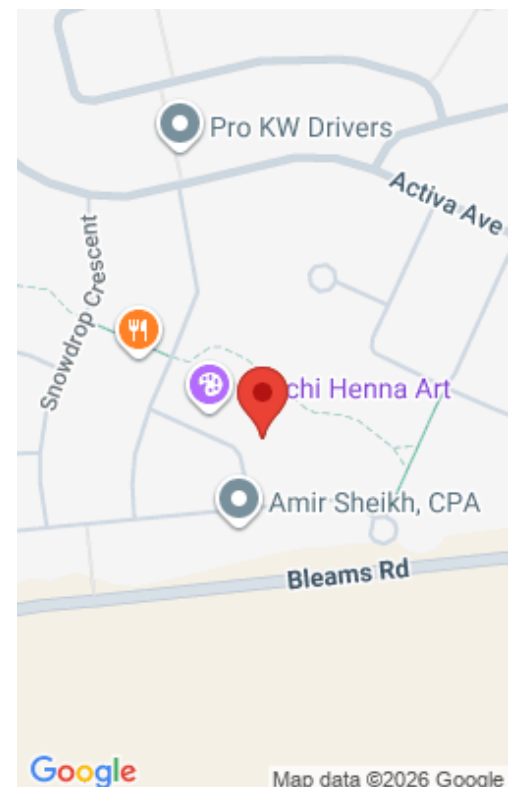 Pro KW Drivers
Activa Ave
Snowdrop Crescent
chi Henna Art
Amir Sheikh, CPA
Bleams Rd
Google
Map data ©2026 Google